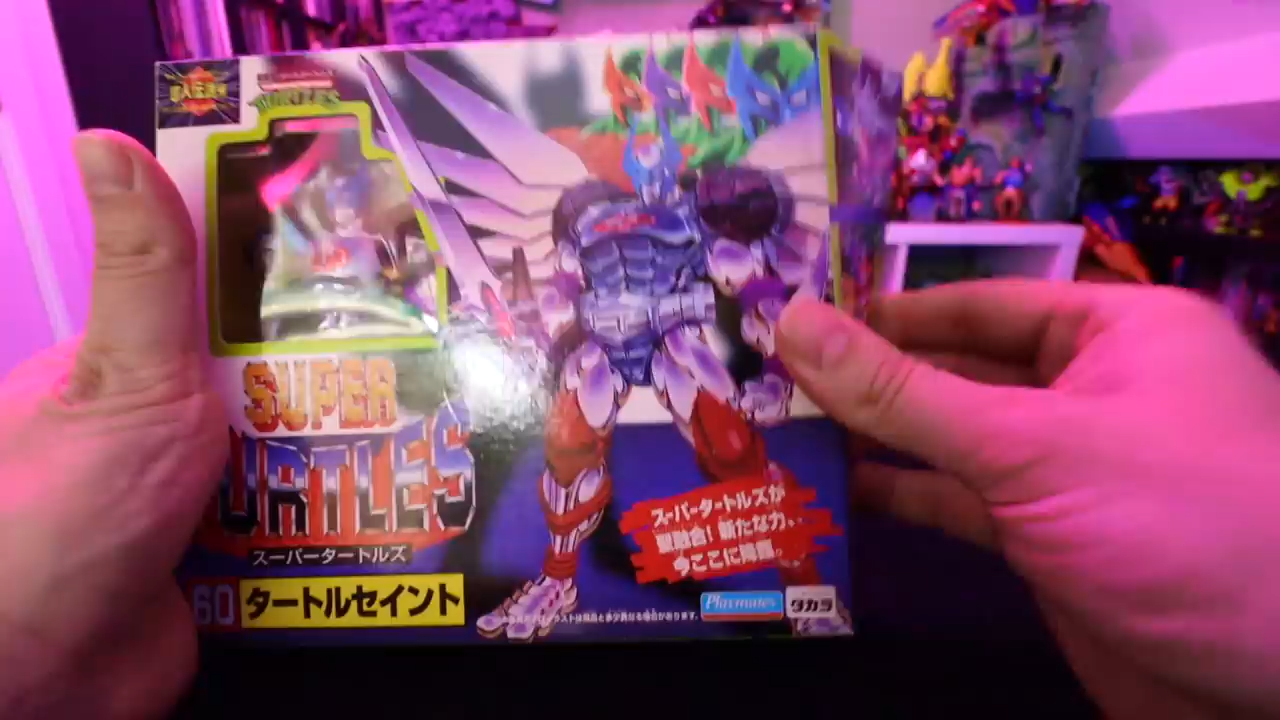 TURTLES
SUPER
URTLES
スーパータートルズ
60 タートルセイント
スーパータートルズが
重融合!新たな力、
今ここに降臨。
Playmates タカラ